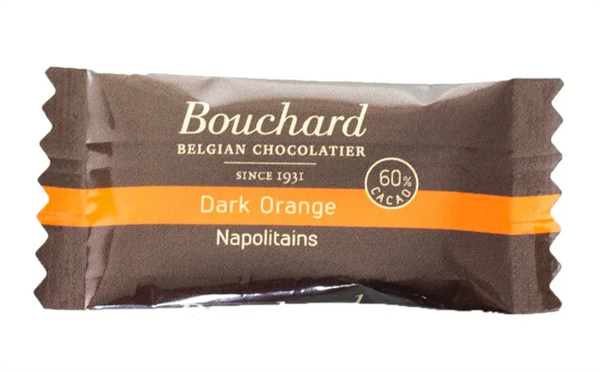 Bouchard
BELGIAN CHOCOLATIER
SINCE 1931
60%
CACAO
Dark Orange
Napolitains